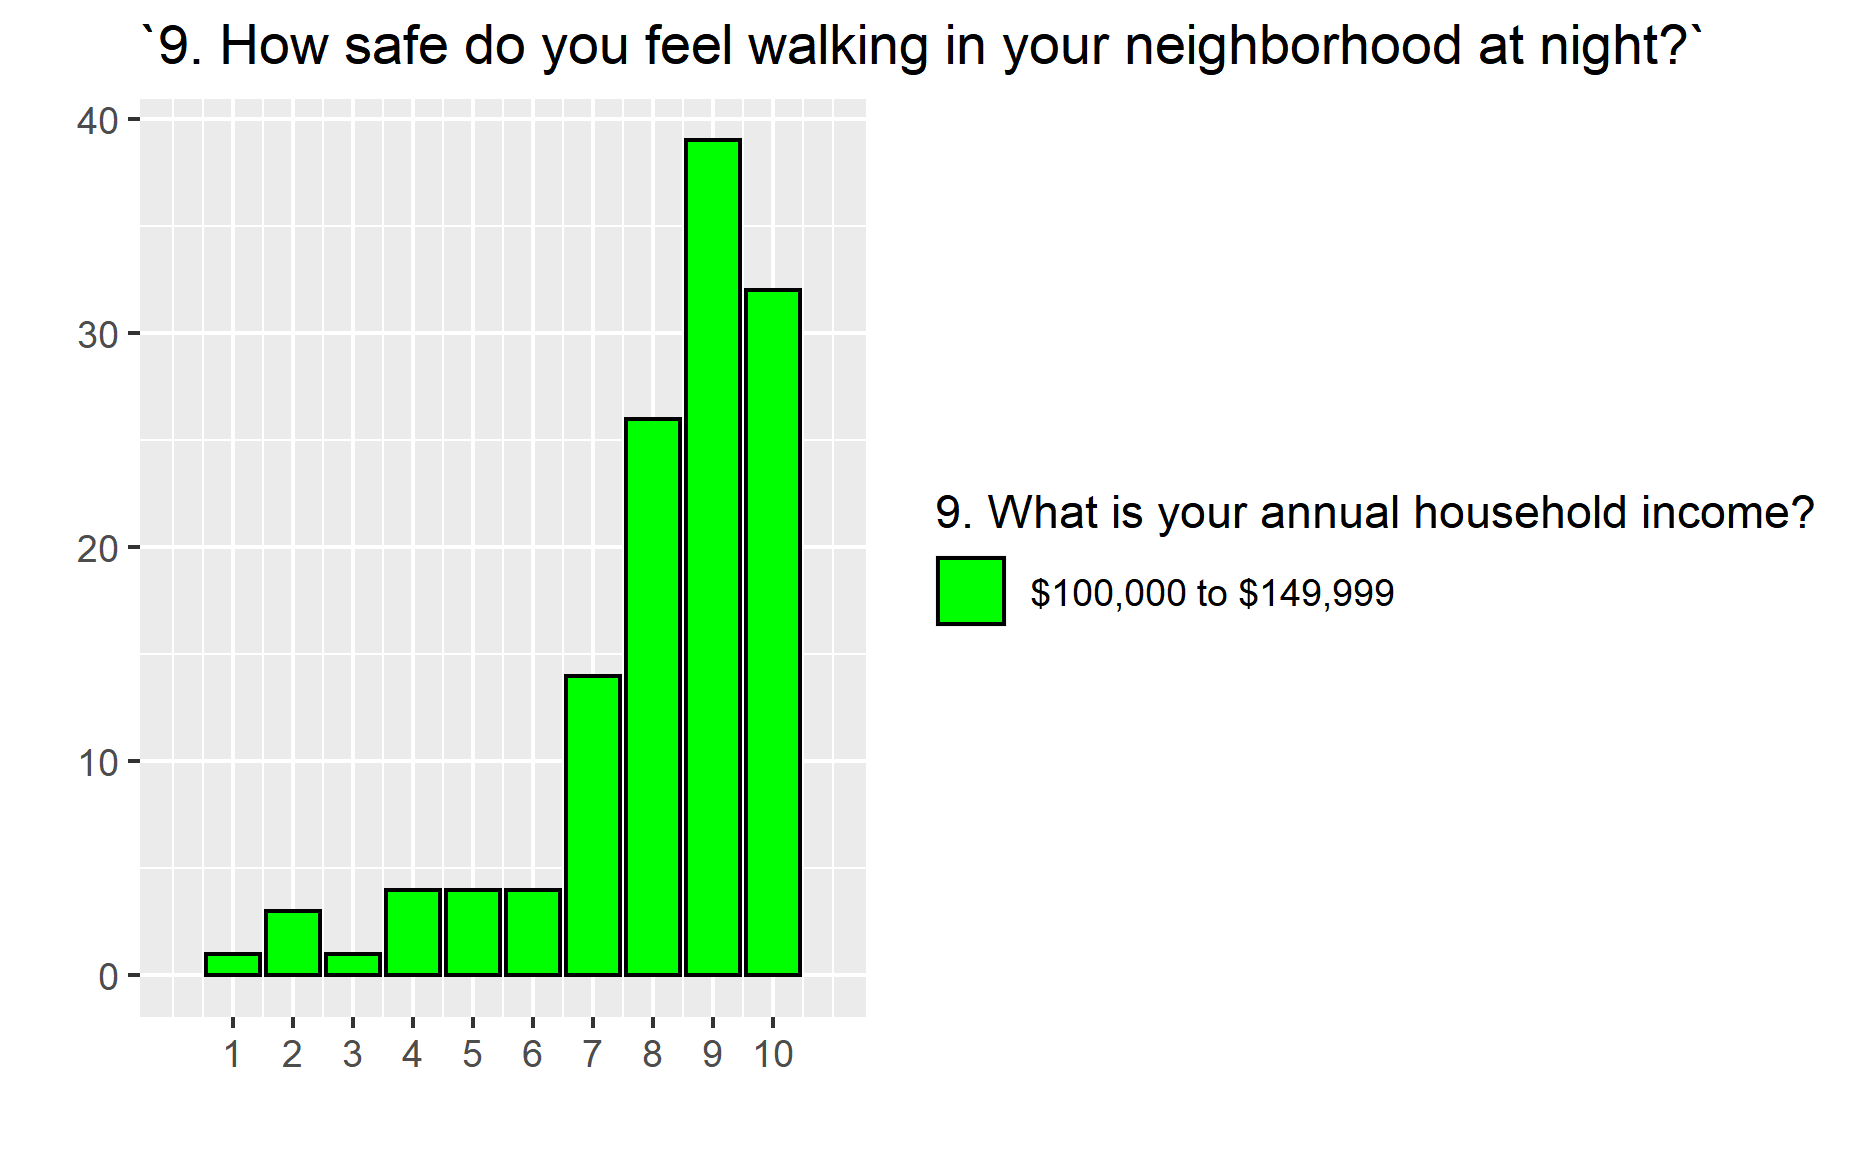 `9. How safe do you feel walking in your neighborhood at night?`
40
30
20
10
0
1 2 3 4 5 6 7 8 9 10
9. What is your annual household income?
$100,000 to $149,999